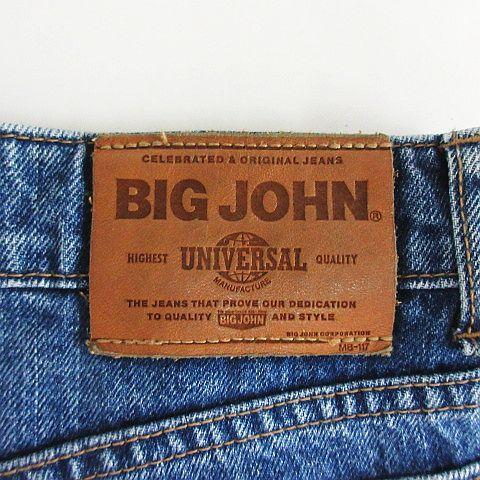 CELEBRATED & ORIGINAL JEANS
BIG JOHN®
HIGHEST UNIVERSAL QUALITY
MANUFACTURE
THE JEANS THAT PROVE OUR DEDICATION
TO QUALITY BIG JOHN AND STYLE
BIG JOHN CORPORATION
MB-117